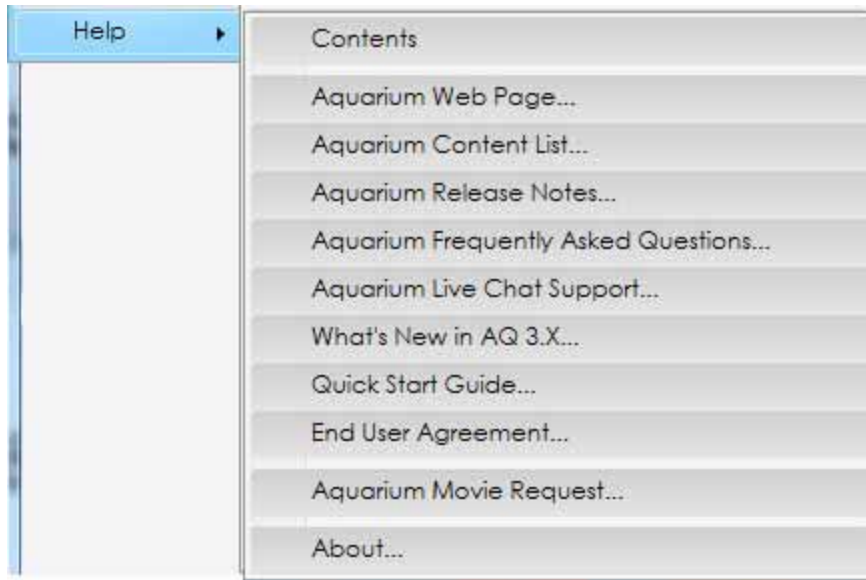 Help
Contents
Aquarium Web Page...
Aquarium Content List...
Aquarium Release Notes...
Aquarium Frequently Asked Questions...
Aquarium Live Chat Support...
What's New in AQ 3.X...
Quick Start Guide...
End User Agreement...
Aquarium Movie Request...
About...